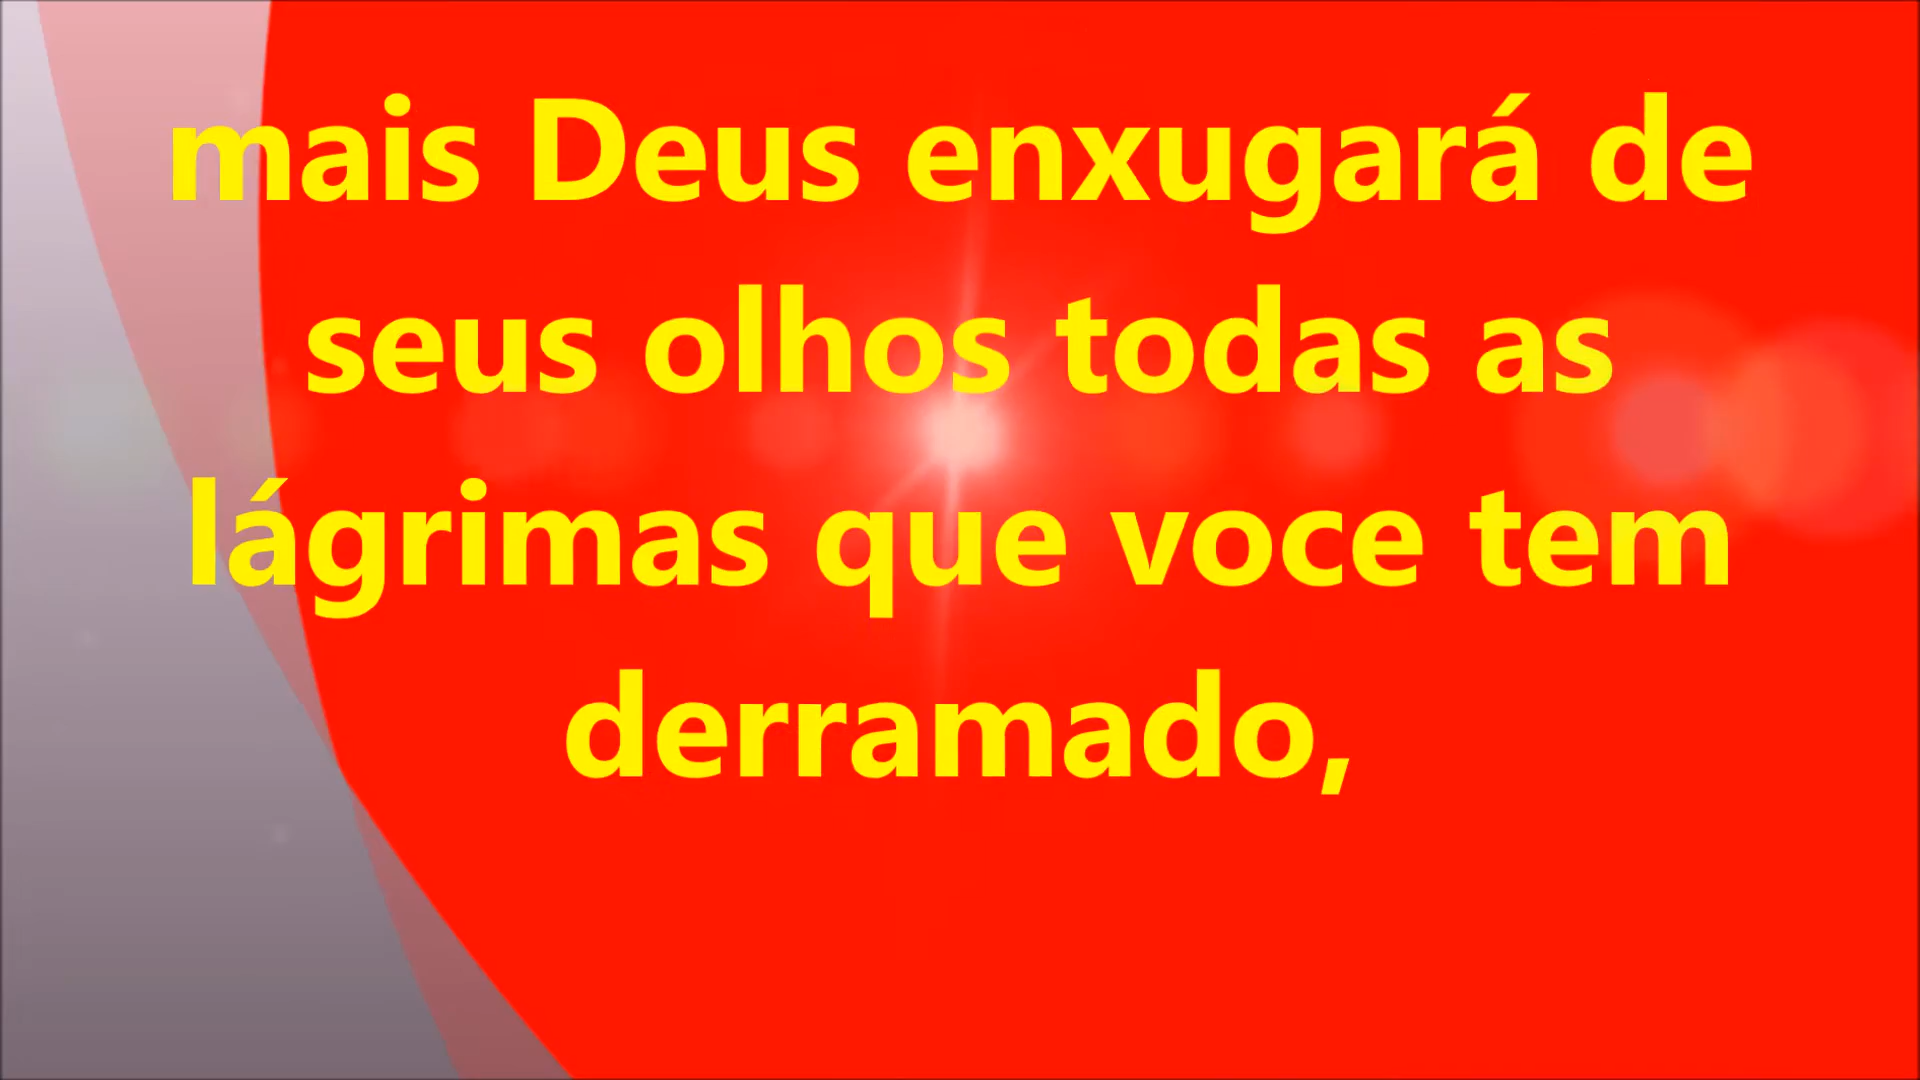 mais Deus enxugará de
seus olhos todas as
lágrimas que voce tem
derramado,